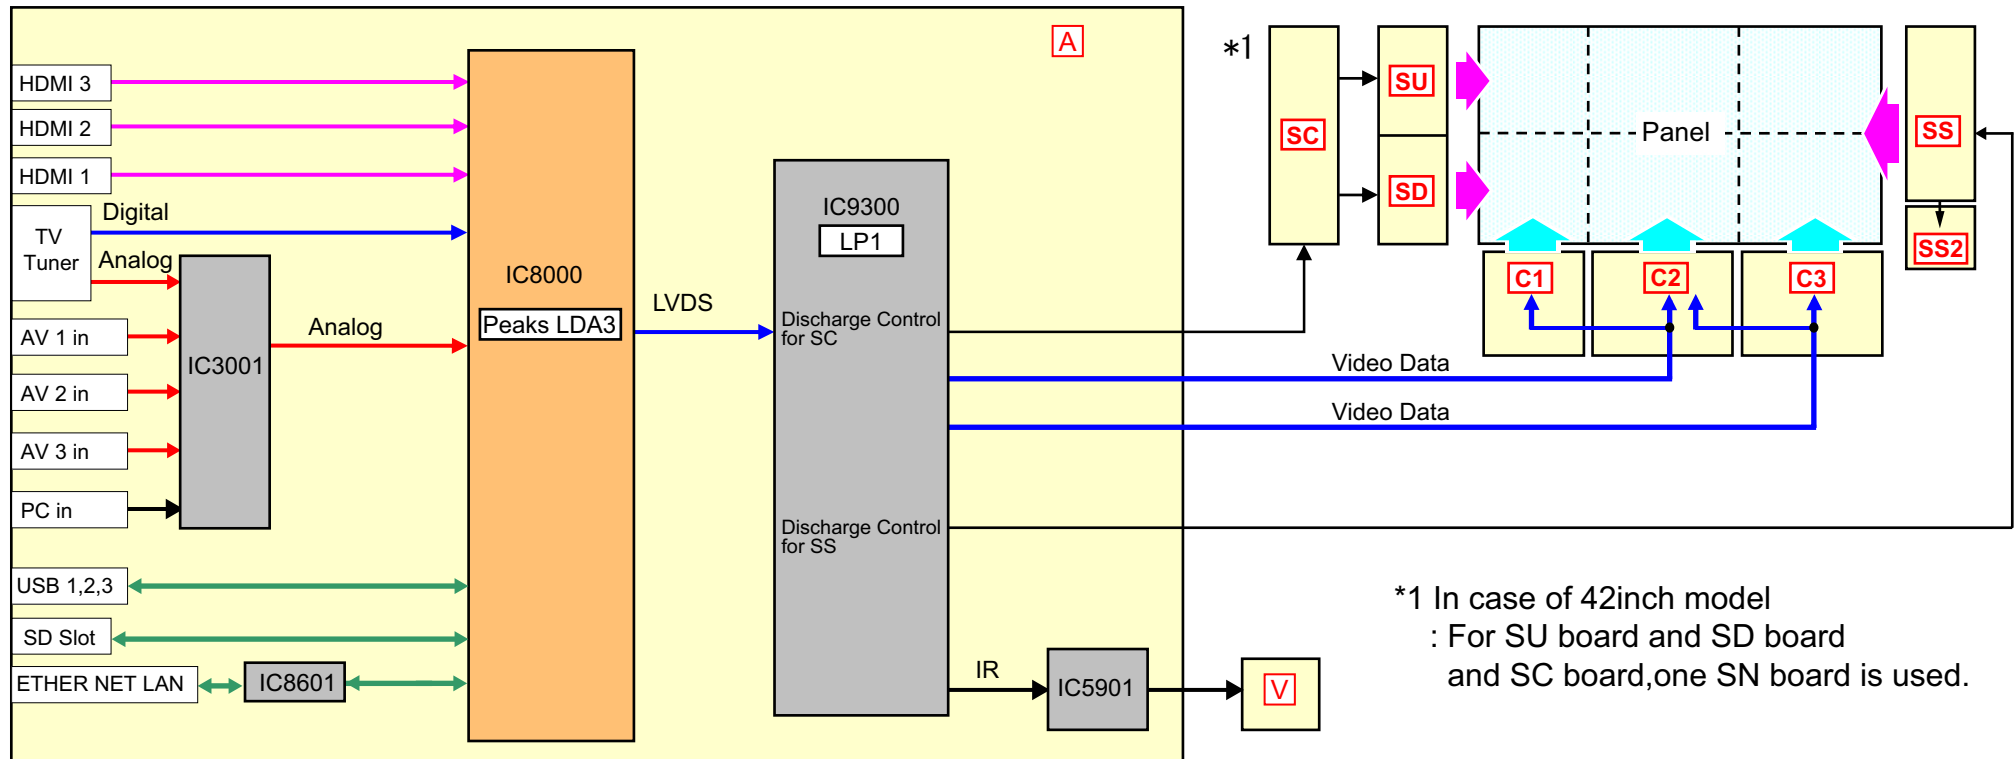 A
*1
HDMI 3
HDMI 2
HDMI 1
TV
Tuner
Digital
Analog
AV 1 in
AV 2 in
AV 3 in
PC in
IC3001
Analog
USB 1,2,3
SD Slot
ETHER NET LAN
IC8601
IC8000
Peaks LDA3
LVDS
IC9300
LP1
Discharge Control
for SC
Discharge Control
for SS
IR
IC5901
V
Video Data
Video Data
SC
SU
SD
Panel
SS
SS2
C1
C2
C3
*1 In case of 42inch model
: For SU board and SD board
and SC board,one SN board is used.